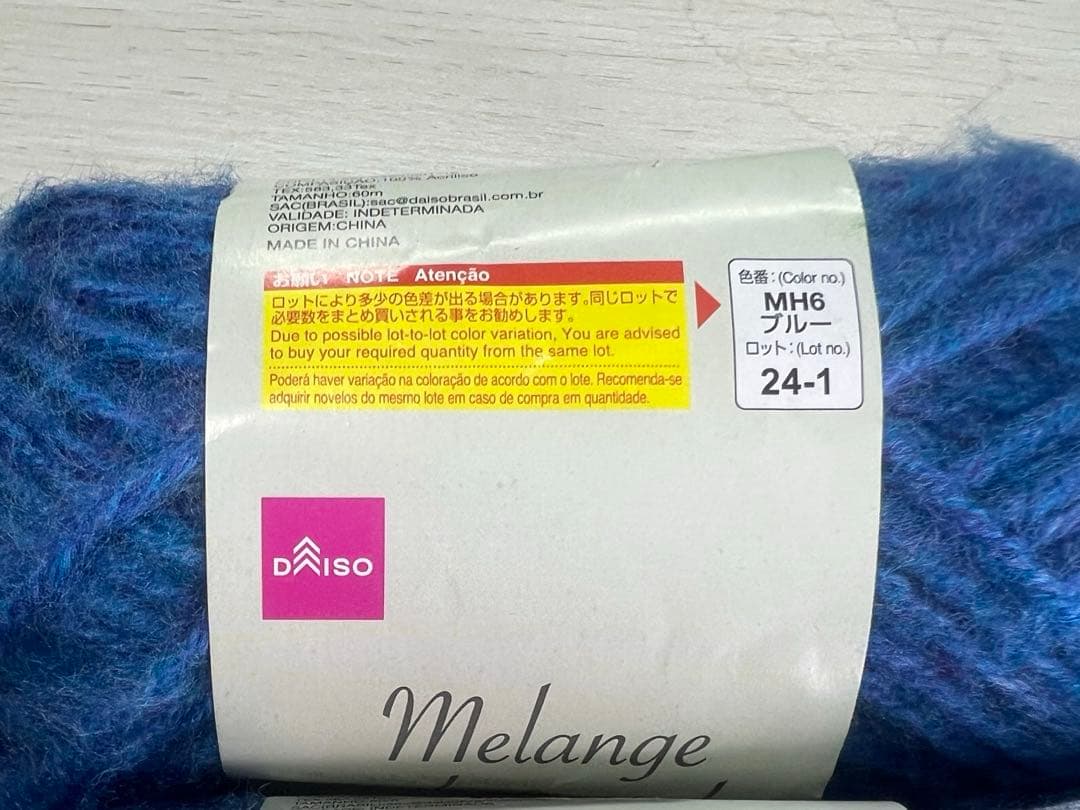 COMPOSIÇÃO:100% Acrílico
TEX:583,33Tex
TAMANHO:60m
SAC(BRASIL):sac@daisobrasil.com.br
VALIDADE: INDETERMINADA
ORIGEM:CHINA
MADE IN CHINA
お願い NOTE Atenção
ロットにより多少の色差が出る場合があります。同じロットで
必要数をまとめ買いされる事をお勧めします。
Due to possible lot-to-lot color variation, You are advised
to buy your required quantity from the same lot.
Poderá haver variação na coloração de acordo com o lote. Recomenda-se
adquirir novelos do mesmo lote em caso de compra em quantidade.
色番：(Color no.)
MH6
ブルー
ロット：(Lot no.)
24-1
DAISO
Melange